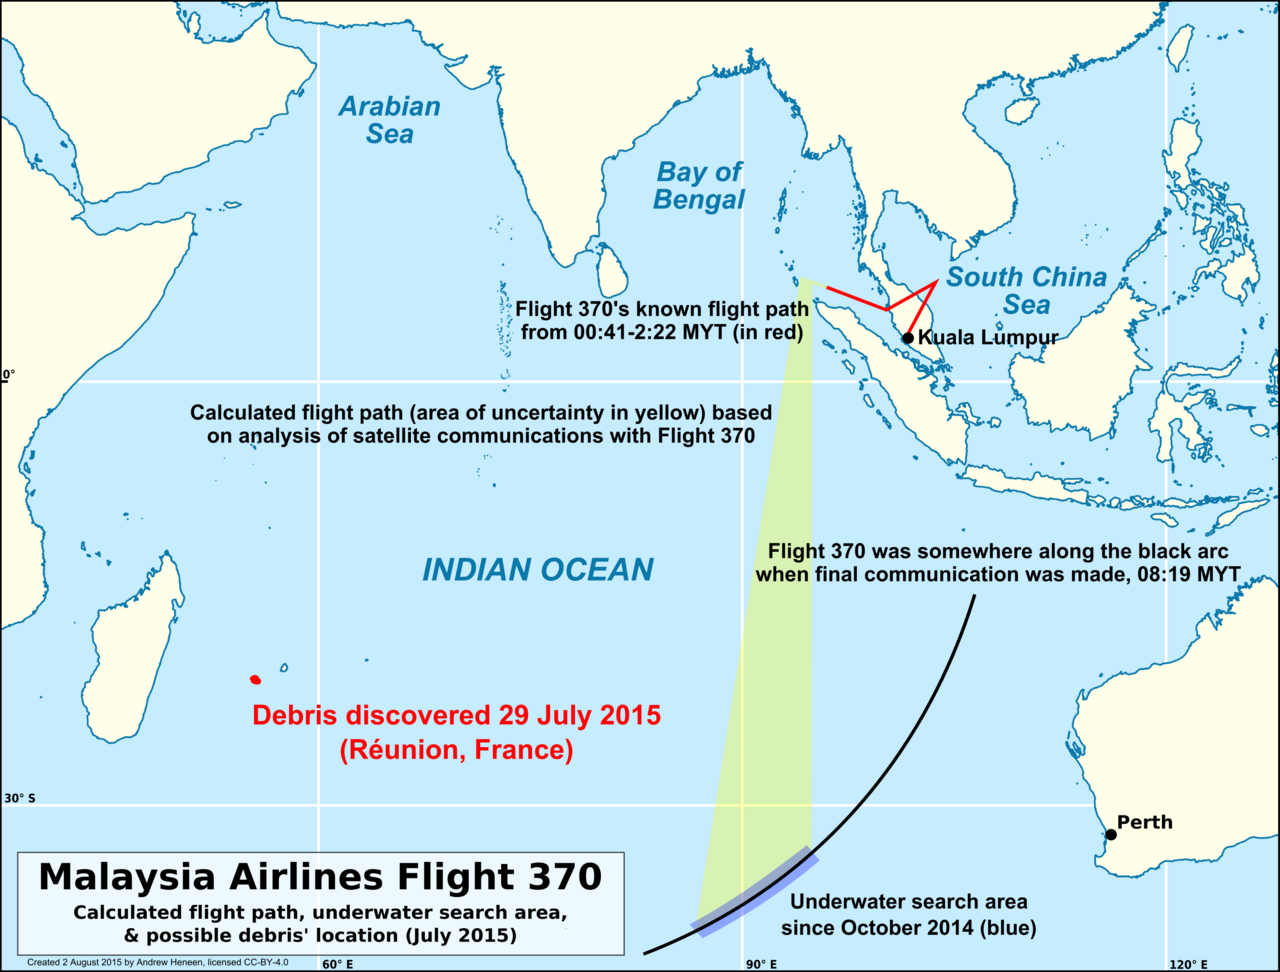 Arabian
Sea
Bay of
Bengal
South China
Sea
Flight 370's known flight path
from 00:41-2:22 MYT (in red)
Kuala Lumpur
0°
Calculated flight path (area of uncertainty in yellow) based
on analysis of satellite communications with Flight 370
INDIAN OCEAN
Flight 370 was somewhere along the black arc
when final communication was made, 08:19 MYT
Debris discovered 29 July 2015
(Réunion, France)
30° S
Perth
Malaysia Airlines Flight 370
Calculated flight path, underwater search area,
& possible debris' location (July 2015)
Underwater search area
since October 2014 (blue)
Created 2 August 2015 by Andrew Heneen, licensed CC-BY-4.0
60° E
90° E
120° E